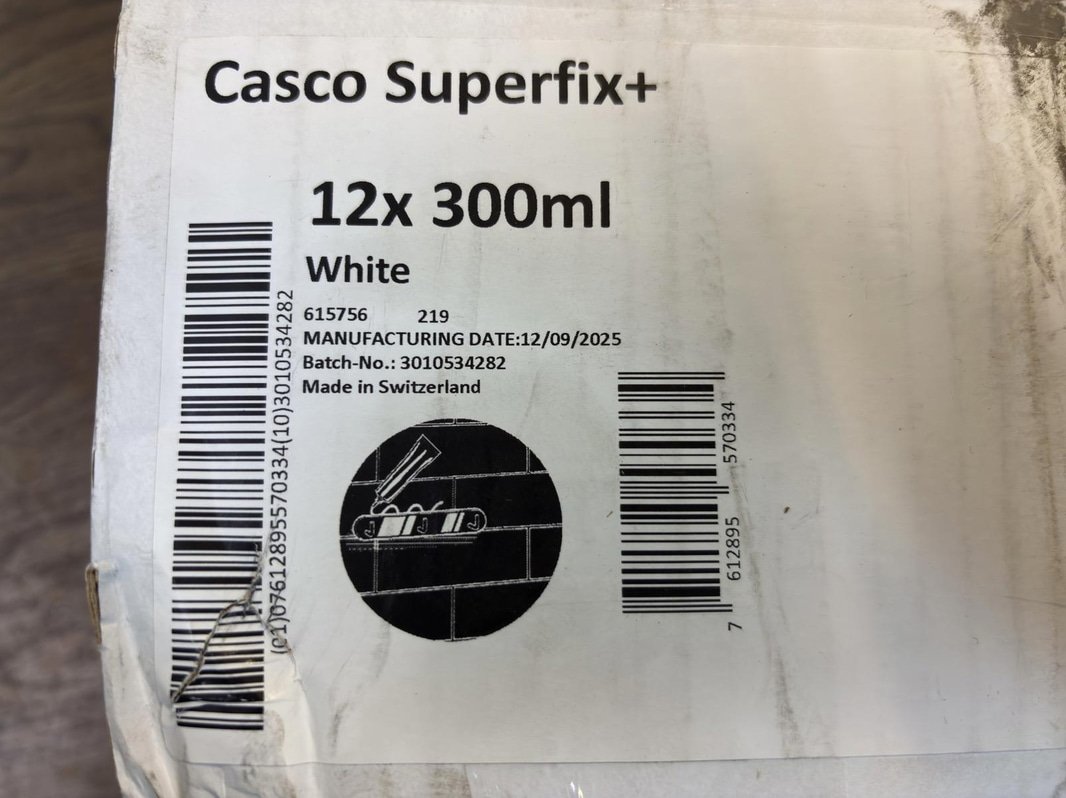 Casco Superfix+
12x 300ml
White
615756 219
MANUFACTURING DATE:12/09/2025
Batch-No.: 3010534282
Made in Switzerland
(01)07612895570334(10)3010534282
7 612895 570334